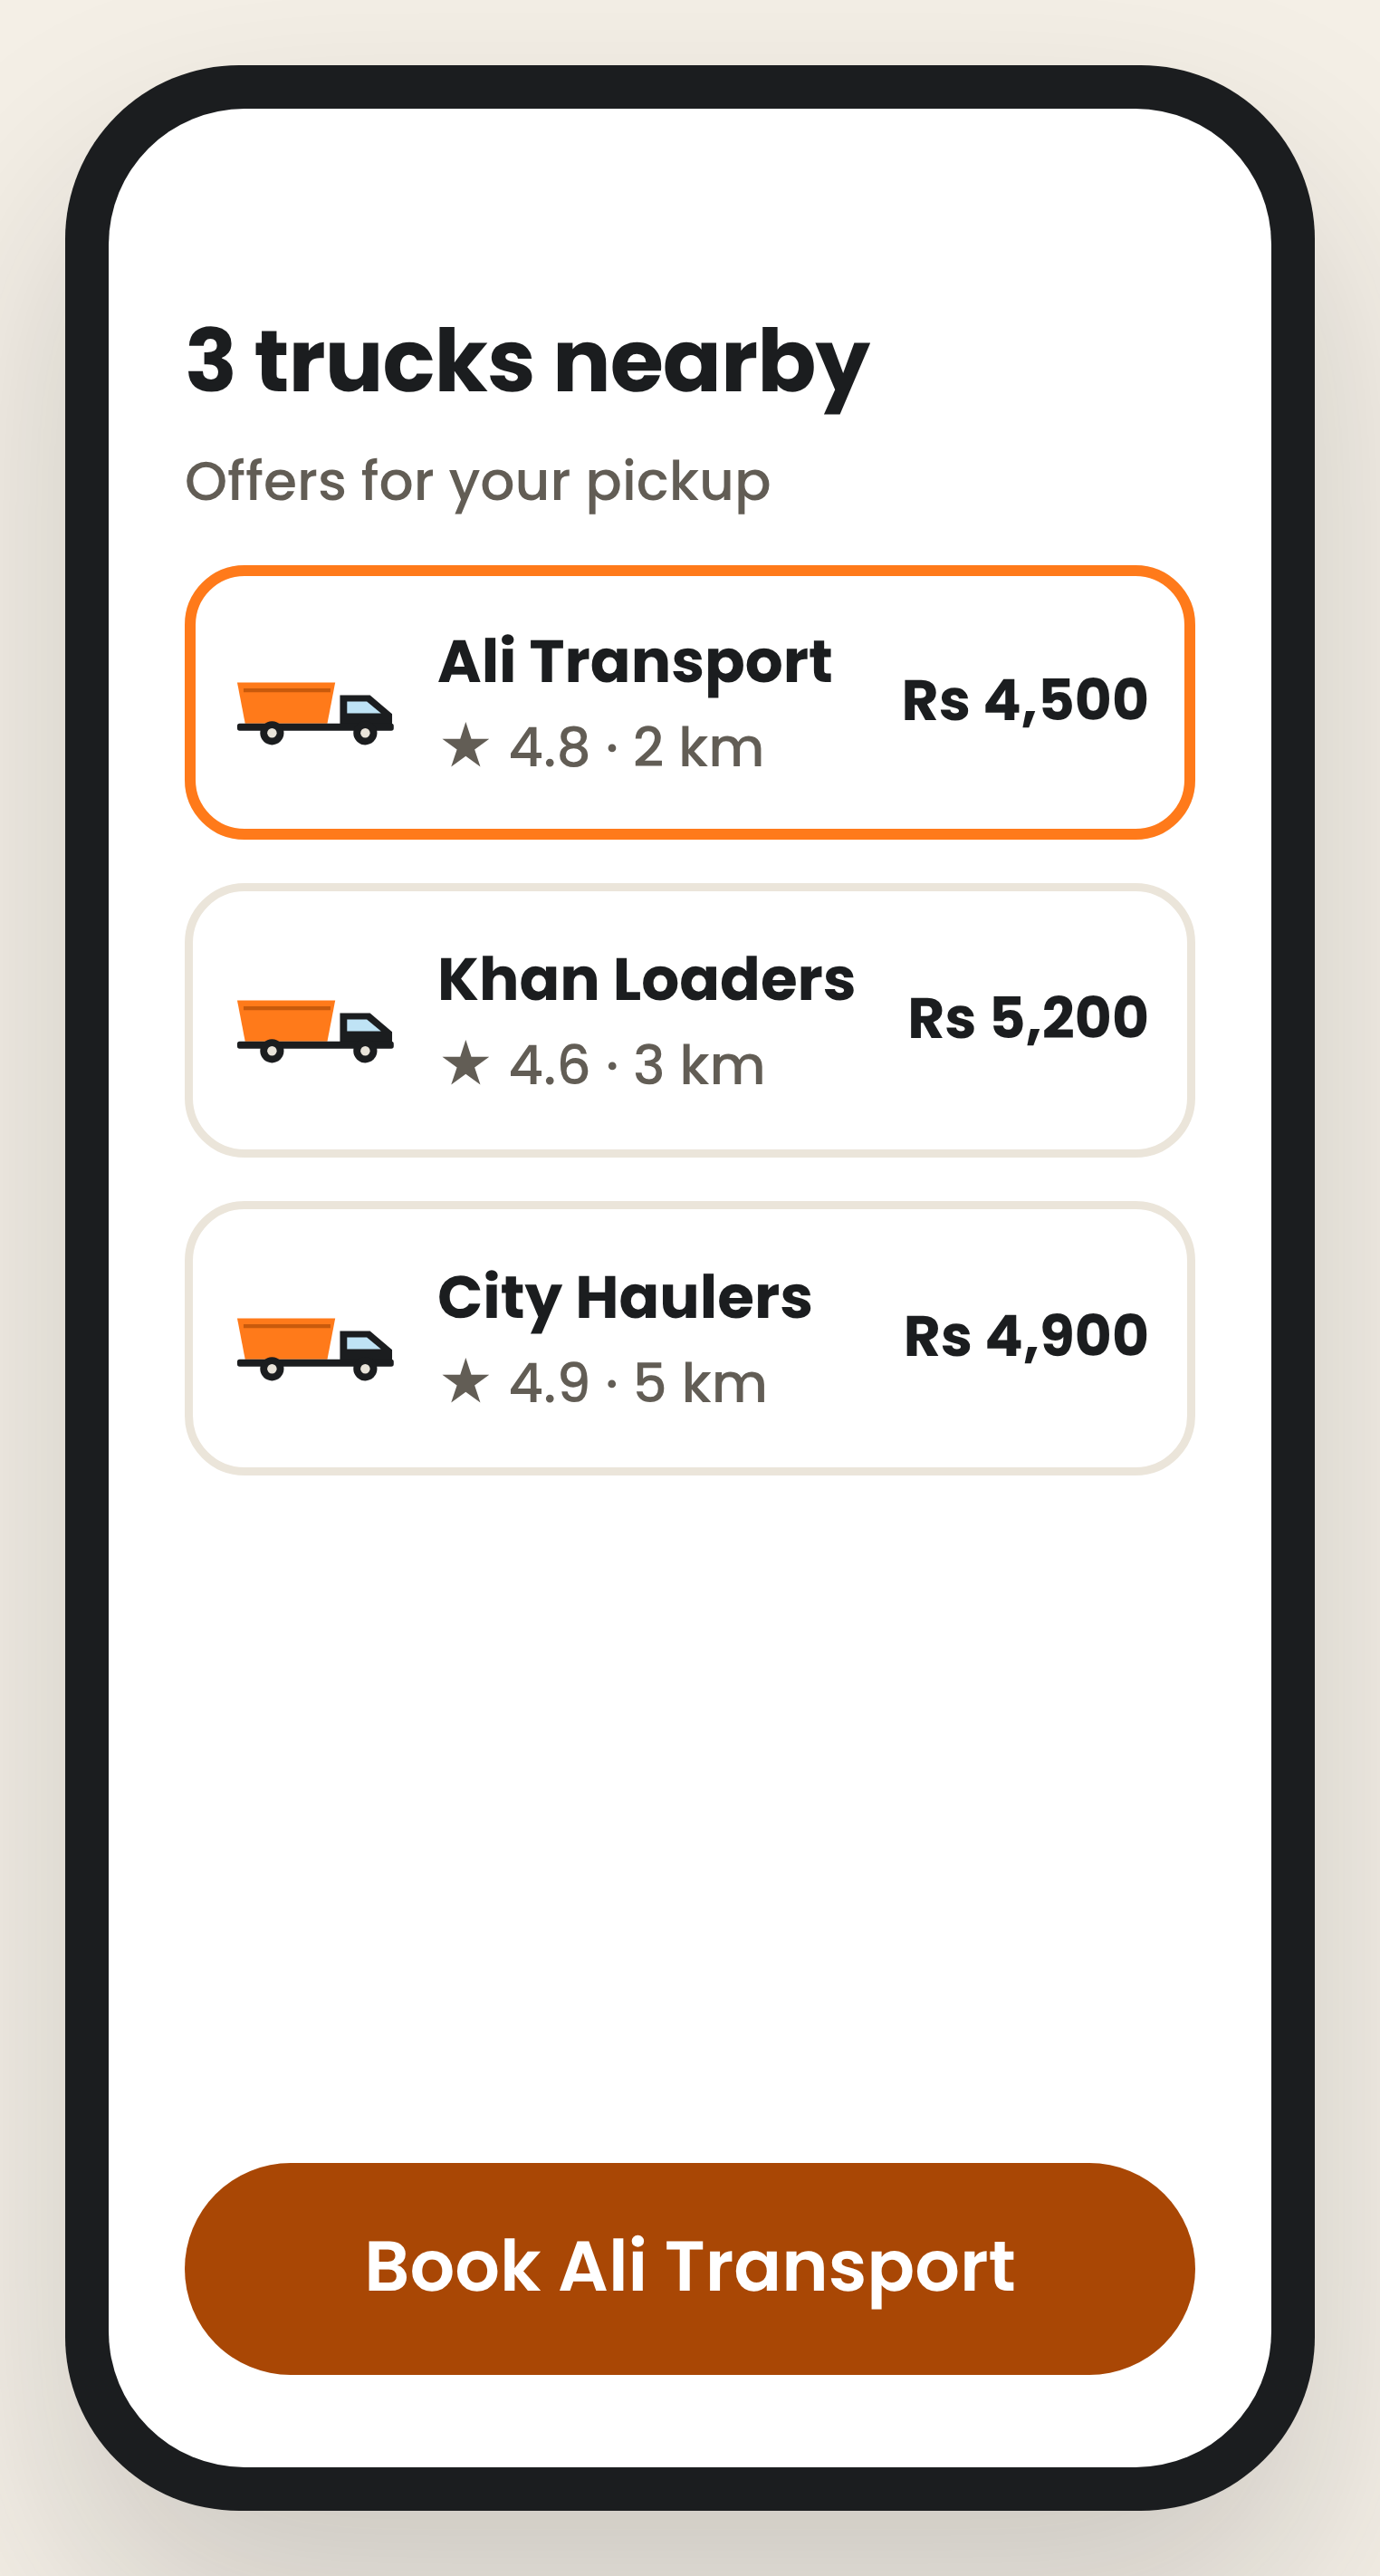 3 trucks nearby
Offers for your pickup
Ali Transport
★ 4.8 · 2 km
Rs 4,500
Khan Loaders
★ 4.6 · 3 km
Rs 5,200
City Haulers
★ 4.9 · 5 km
Rs 4,900
Book Ali Transport